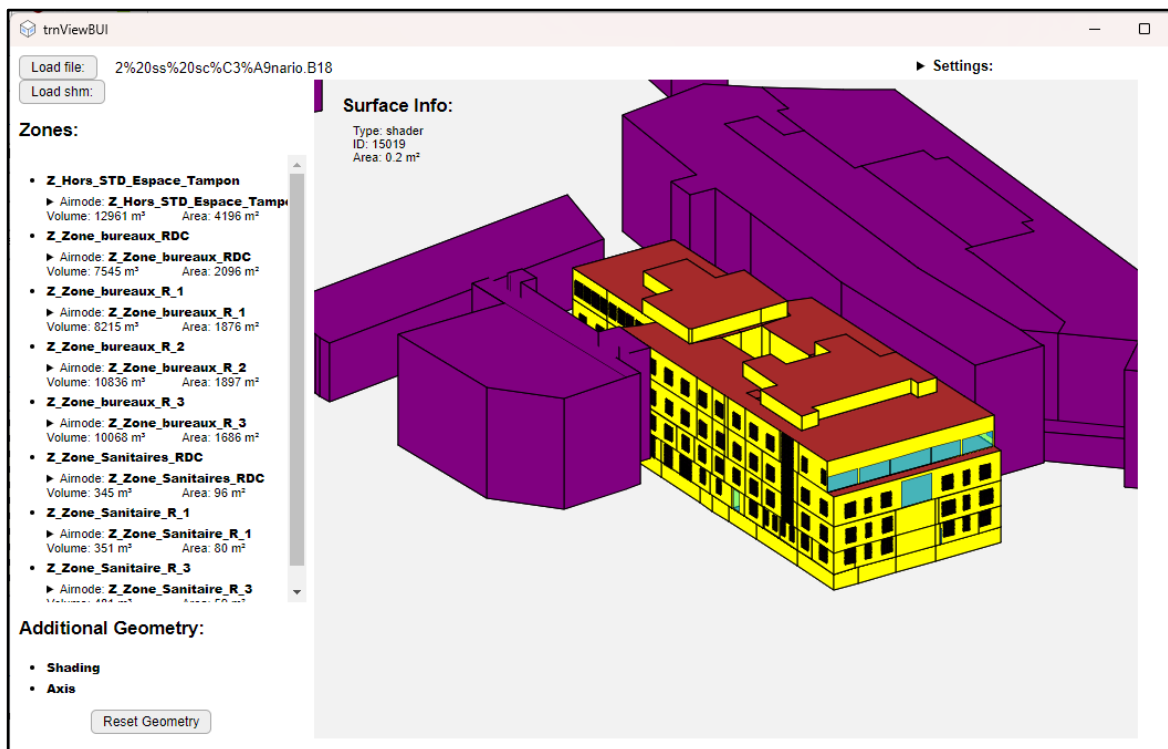 trnViewBUI
Load file: 2%20ss%20sc%C3%A9nario.B18
Settings:
Load shm:
Zones:
Z_Hors_STD_Espace_Tampon
Airnode: Z_Hors_STD_Espace_Tampo
Volume: 12961 m³ Area: 4196 m²
Z_Zone_bureaux_RDC
Airnode: Z_Zone_bureaux_RDC
Volume: 7545 m³ Area: 2096 m²
Z_Zone_bureaux_R_1
Airnode: Z_Zone_bureaux_R_1
Volume: 8215 m³ Area: 1876 m²
Z_Zone_bureaux_R_2
Airnode: Z_Zone_bureaux_R_2
Volume: 10836 m³ Area: 1897 m²
Z_Zone_bureaux_R_3
Airnode: Z_Zone_bureaux_R_3
Volume: 10068 m³ Area: 1686 m²
Z_Zone_Sanitaires_RDC
Airnode: Z_Zone_Sanitaires_RDC
Volume: 345 m³ Area: 96 m²
Z_Zone_Sanitaire_R_1
Airnode: Z_Zone_Sanitaire_R_1
Volume: 351 m³ Area: 80 m²
Z_Zone_Sanitaire_R_3
Airnode: Z_Zone_Sanitaire_R_3
Additional Geometry:
Shading
Axis
Reset Geometry
Surface Info:
Type: shader
ID: 15019
Area: 0.2 m²